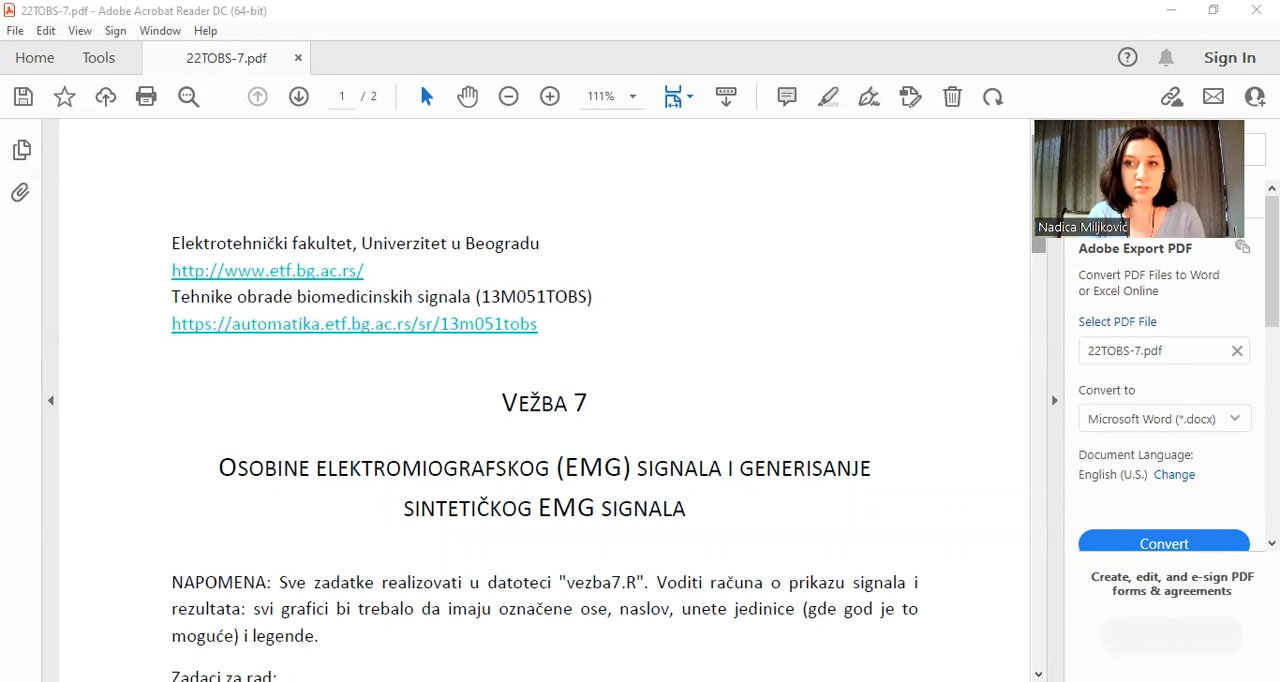 22TOBS-7.pdf - Adobe Acrobat Reader DC (64-bit)
File Edit View Sign Window Help
Home Tools 22TOBS-7.pdf × Sign In
1 / 2 111%
Elektrotehnički fakultet, Univerzitet u Beogradu
http://www.etf.bg.ac.rs/
Tehnike obrade biomedicinskih signala (13M051TOBS)
https://automatika.etf.bg.ac.rs/sr/13m051tobs
VEŽBA 7
OSOBINE ELEKTROMIOGRAFSKOG (EMG) SIGNALA I GENERISANJE
SINTETIČKOG EMG SIGNALA
NAPOMENA: Sve zadatke realizovati u datoteci "vezba7.R". Voditi računa o prikazu signala i
rezultata: svi grafici bi trebalo da imaju označene ose, naslov, unete jedinice (gde god je to
moguće) i legende.
Zadaci za rad:
Nadica Miljković
Adobe Export PDF
Convert PDF Files to Word
or Excel Online
Select PDF File
22TOBS-7.pdf
Convert to
Microsoft Word (*.docx)
Document Language:
English (U.S.) Change
Convert
Create, edit, and e-sign PDF
forms & agreements